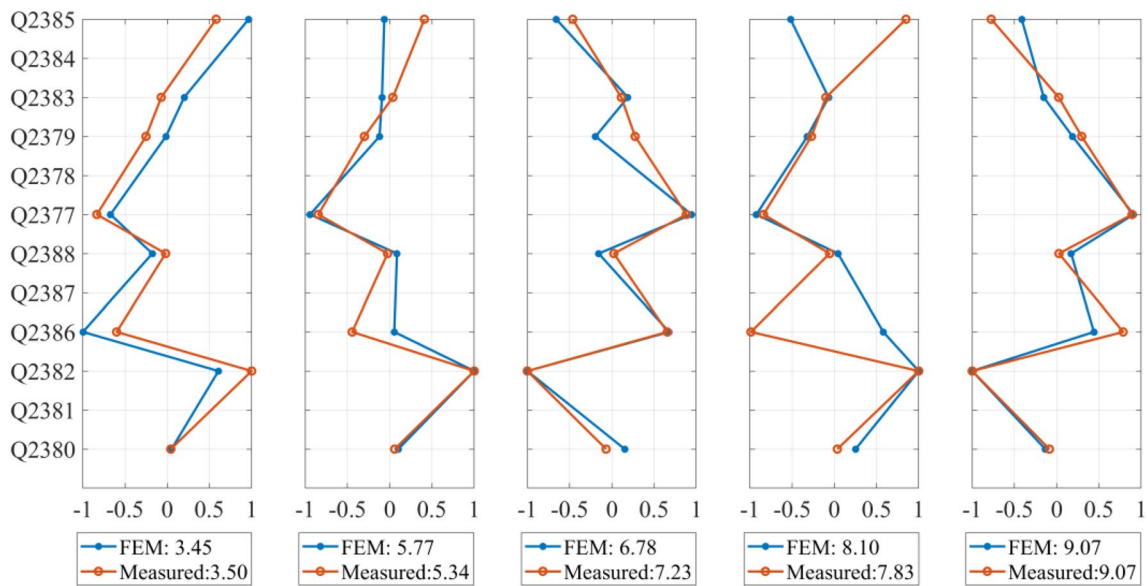 Q2385
Q2384
Q2383
Q2379
Q2378
Q2377
Q2388
Q2387
Q2386
Q2382
Q2381
Q2380
-1 -0.5 0 0.5 1 -1 -0.5 0 0.5 1 -1 -0.5 0 0.5 1 -1 -0.5 0 0.5 1 -1 -0.5 0 0.5 1
FEM: 3.45
Measured:3.50
FEM: 5.77
Measured:5.34
FEM: 6.78
Measured:7.23
FEM: 8.10
Measured:7.83
FEM: 9.07
Measured:9.07